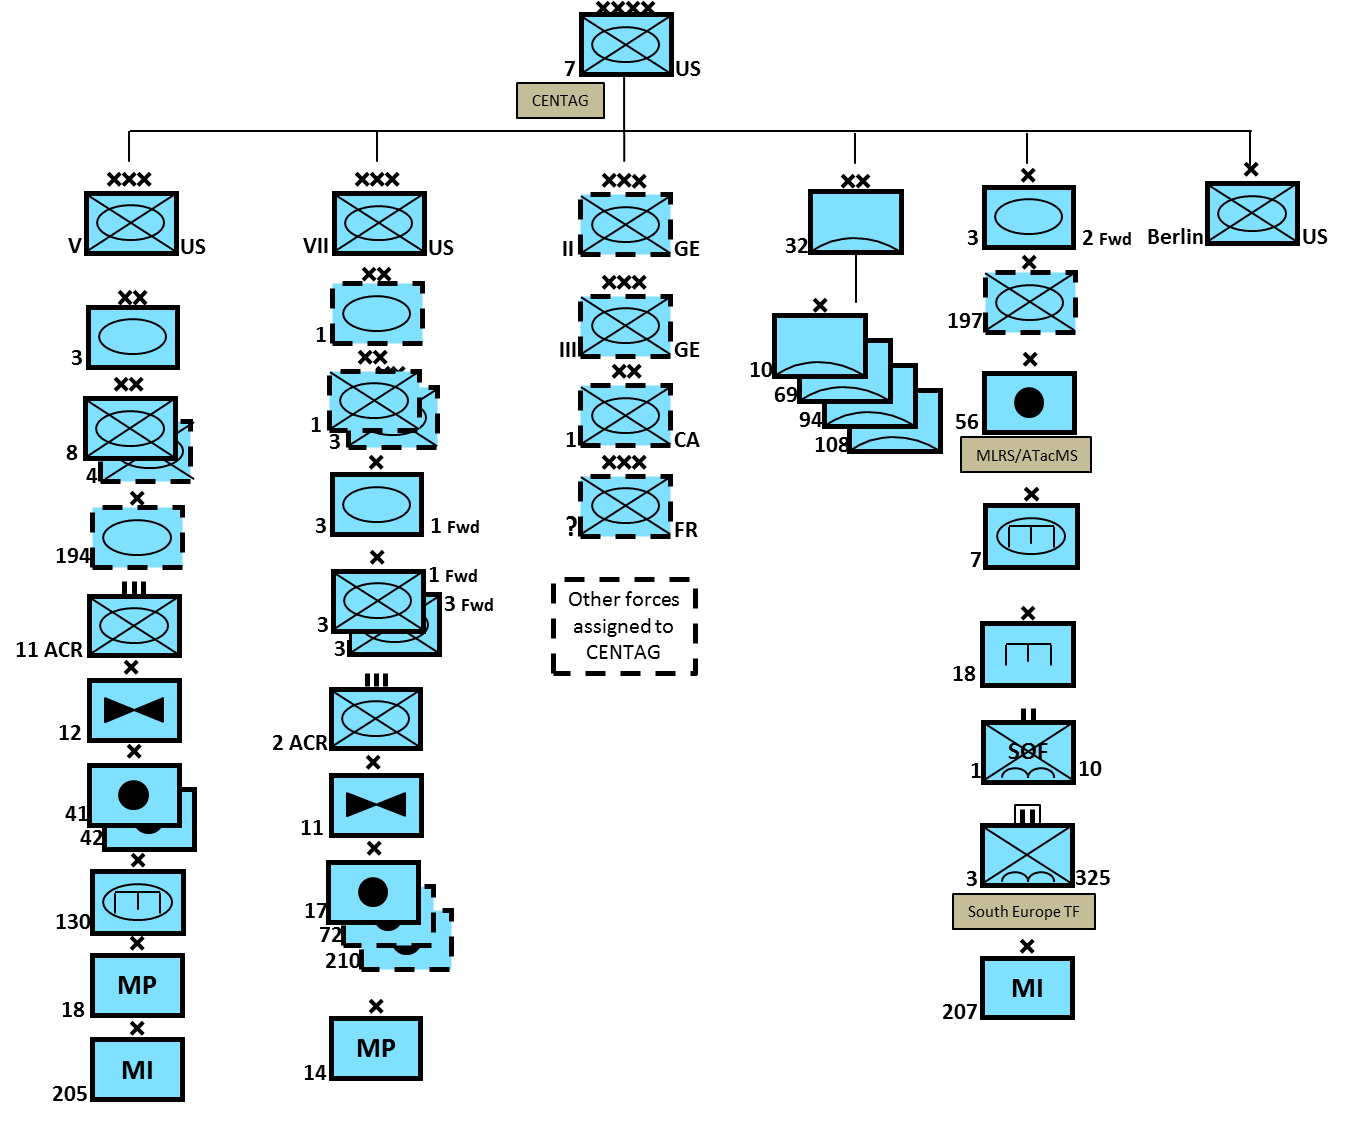 7 US
CENTAG
V US
3
8
4
194
11 ACR
12
41
42
130
MP
18
MI
205
VII US
1
1
3
3 1 Fwd
1 Fwd
3 Fwd
3
3
2 ACR
11
17
72
210
MP
14
II GE
III GE
1 CA
? FR
Other forces
assigned to
CENTAG
32
10
69
94
108
3 2 Fwd
197
56
MLRS/ATacMS
7
18
SOF
1 10
3 325
South Europe TF
MI
207
Berlin US